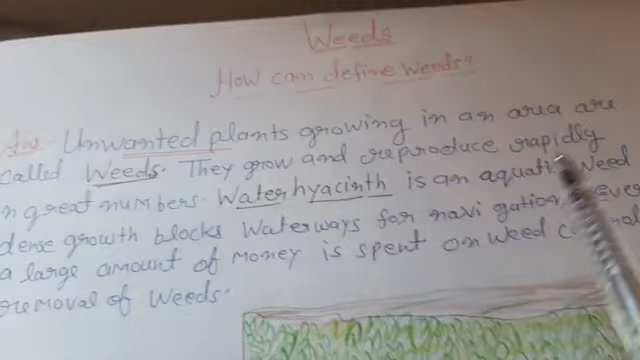 Weeds
How can define weeds?
Ans Unwanted plants growing in an area are
called Weeds. They grow and reproduce rapidly
in great numbers. Water hyacinth is an aquatic Weed
dense growth blocks Waterways for navigation
a large amount of money is spent on Weed
removal of Weeds.